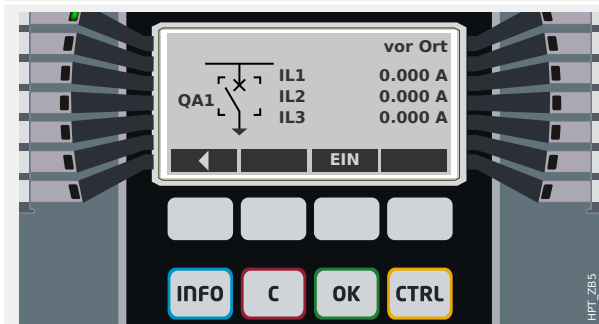 vor Ort
IL1 0.000 A
QA1 IL2 0.000 A
IL3 0.000 A
EIN
INFO C OK CTRL
HPT_ZB5